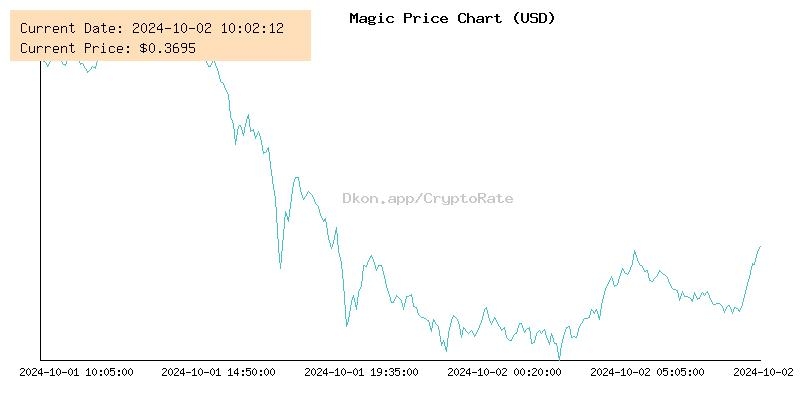 Magic Price Chart (USD)
Current Date: 2024-10-02 10:02:12
Current Price: $0.3695
Dkon.app/CryptoRate
2024-10-01 10:05:00 2024-10-01 14:50:00 2024-10-01 19:35:00 2024-10-02 00:20:00 2024-10-02 05:05:00 2024-10-02